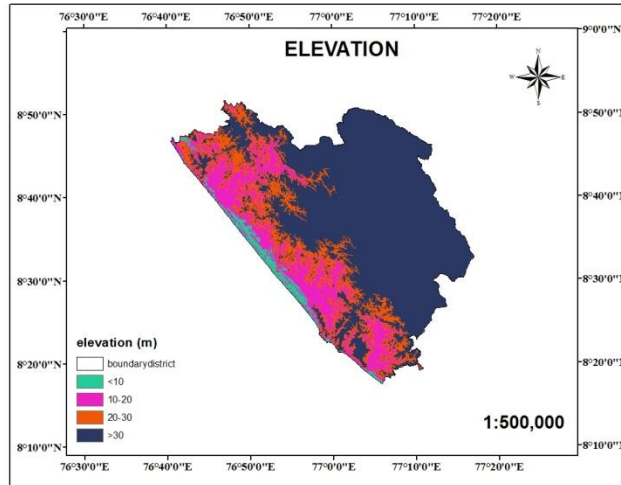 76°30'0"E 76°40'0"E 76°50'0"E 77°0'0"E 77°10'0"E 77°20'0"E
ELEVATION
N
W E
S
9°0'0"N
8°50'0"N 8°50'0"N
8°40'0"N 8°40'0"N
8°30'0"N 8°30'0"N
8°20'0"N 8°20'0"N
8°10'0"N 8°10'0"N
elevation (m)
boundarydistrict
<10
10-20
20-30
>30
1:500,000
76°30'0"E 76°40'0"E 76°50'0"E 77°0'0"E 77°10'0"E 77°20'0"E